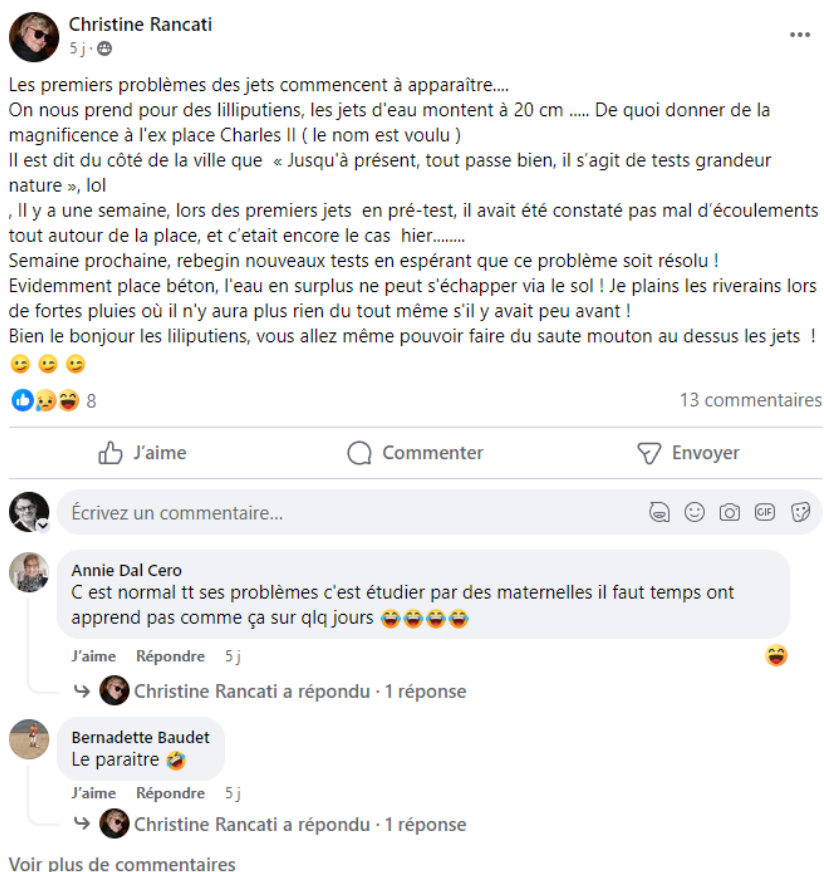 Christine Rancati
5 j ·
Les premiers problèmes des jets commencent à apparaître....
On nous prend pour des lilliputiens, les jets d'eau montent à 20 cm ..... De quoi donner de la
magnificence à l'ex place Charles II ( le nom est voulu )
Il est dit du côté de la ville que « Jusqu'à présent, tout passe bien, il s'agit de tests grandeur
nature », lol
, Il y a une semaine, lors des premiers jets en pré-test, il avait été constaté pas mal d'écoulements
tout autour de la place, et c'etait encore le cas hier........
Semaine prochaine, rebegin nouveaux tests en espérant que ce problème soit résolu !
Evidemment place béton, l'eau en surplus ne peut s'échapper via le sol ! Je plains les riverains lors
de fortes pluies où il n'y aura plus rien du tout même s'il y avait peu avant !
Bien le bonjour les liliputiens, vous allez même pouvoir faire du saute mouton au dessus les jets !
😉 😉 😉
8
13 commentaires
J'aime
Commenter
Envoyer
Écrivez un commentaire...
GIF
Annie Dal Cero
C est normal tt ses problèmes c'est étudier par des maternelles il faut temps ont
apprend pas comme ça sur qlq jours 😂😂😂😂
J'aime Répondre 5 j
Christine Rancati a répondu · 1 réponse
Bernadette Baudet
Le paraitre 🤣
J'aime Répondre 5 j
Christine Rancati a répondu · 1 réponse
Voir plus de commentaires